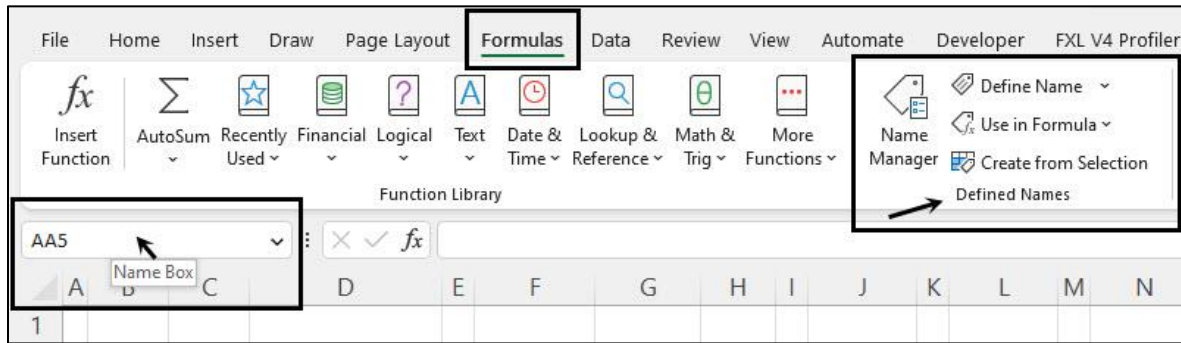 File Home Insert Draw Page Layout Formulas Data Review View Automate Developer FXL V4 Profiler
fx
Insert
Function
AutoSum
Recently
Used
Financial
Logical
Text
Date &
Time
Lookup &
Reference
Math &
Trig
More
Functions
Function Library
Name
Manager
Define Name
Use in Formula
Create from Selection
Defined Names
AA5
fx
Name Box
A B C D E F G H I J K L M N
1